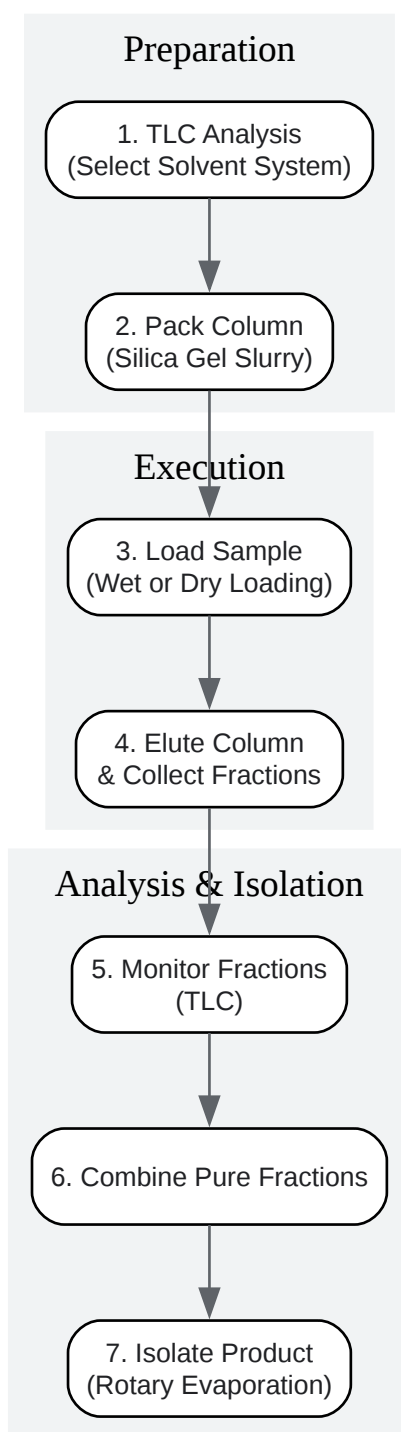 Preparation
1. TLC Analysis
(Select Solvent System)
2. Pack Column
(Silica Gel Slurry)
Execution
3. Load Sample
(Wet or Dry Loading)
4. Elute Column
& Collect Fractions
Analysis & Isolation
5. Monitor Fractions
(TLC)
6. Combine Pure Fractions
7. Isolate Product
(Rotary Evaporation)